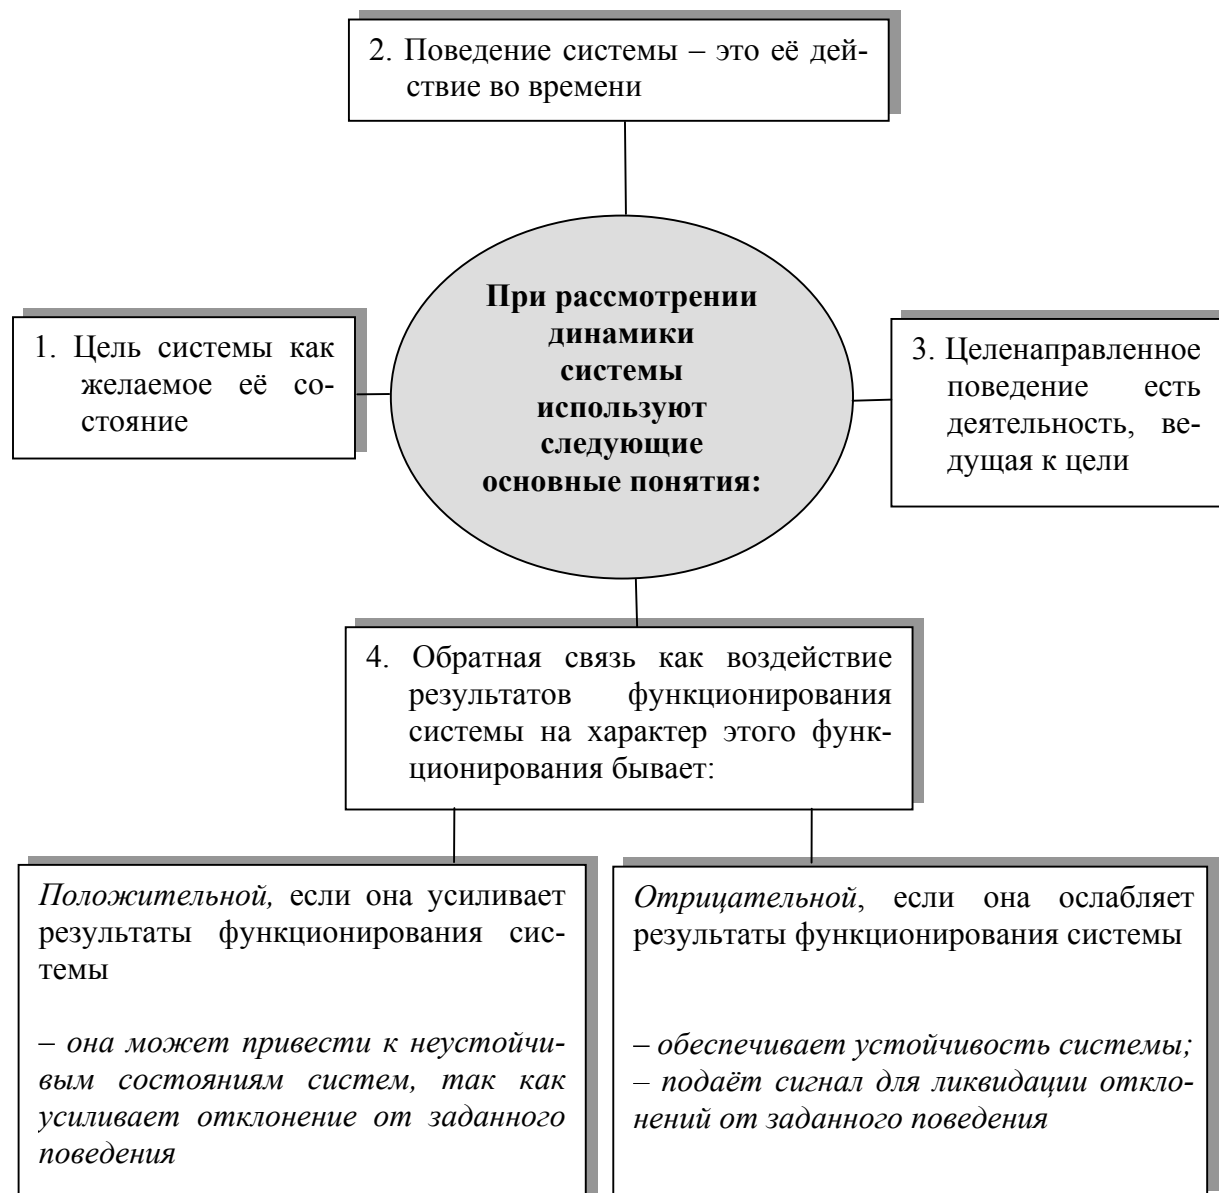 2. Поведение системы – это её дей-
ствие во времени
При рассмотрении
динамики
системы
используют
следующие
основные понятия:
1. Цель системы как
желаемое её со-
стояние
3. Целенаправленное
поведение есть
деятельность, ве-
дущая к цели
4. Обратная связь как воздействие
результатов функционирования
системы на характер этого функ-
ционирования бывает:
Положительной, если она усиливает
результаты функционирования сис-
темы
– она может привести к неустойчи-
вым состояниям систем, так как
усиливает отклонение от заданного
поведения
Отрицательной, если она ослабляет
результаты функционирования системы
– обеспечивает устойчивость системы;
– подаёт сигнал для ликвидации откло-
нений от заданного поведения